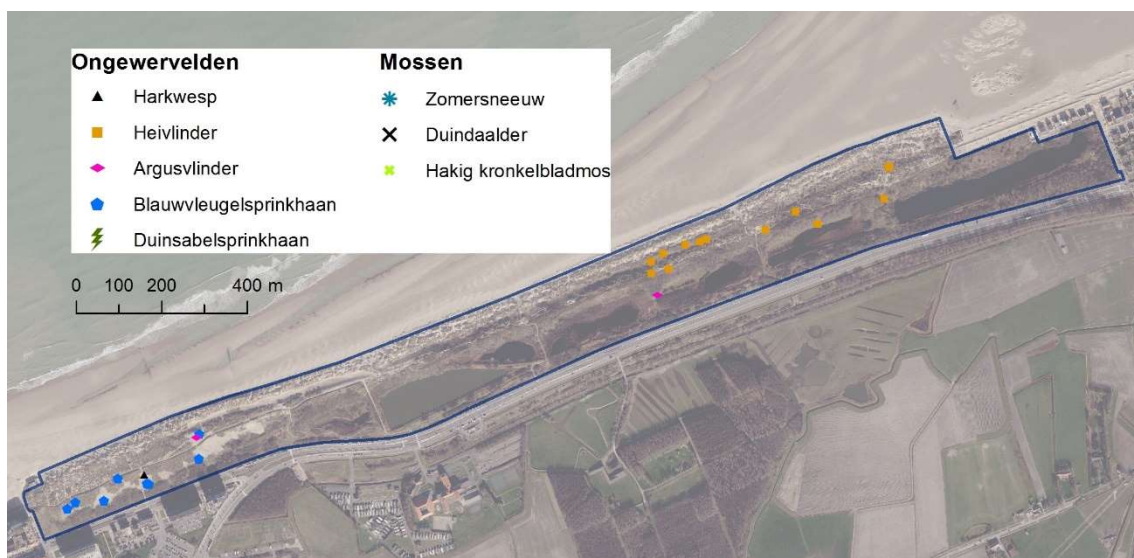 Ongewervelden
Harkwesp
Heivlinder
Argusvlinder
Blauwvleugelsprinkhaan
Duinsabelsprinkhaan
Mossen
Zomersneeuw
Duindaalder
Hakig kronkelbladmos
0 100 200 400 m